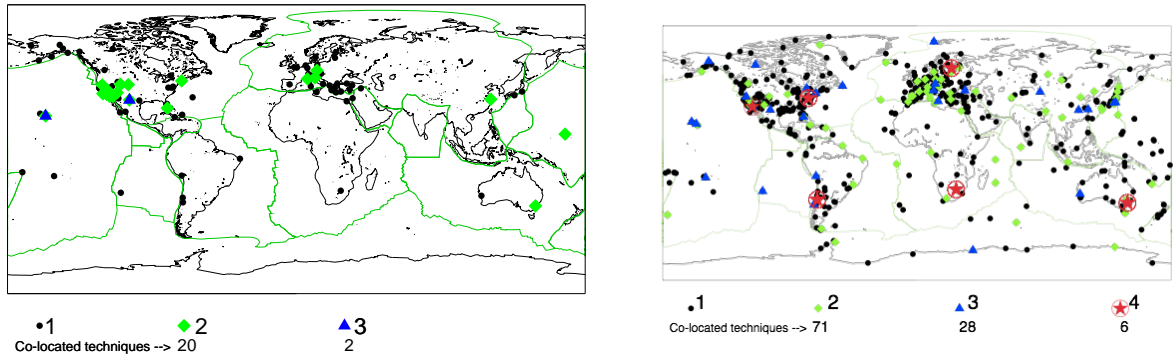 1 2 3
Co-located techniques --> 20 2
1 2 3 4
Co-located techniques --> 71 28 6